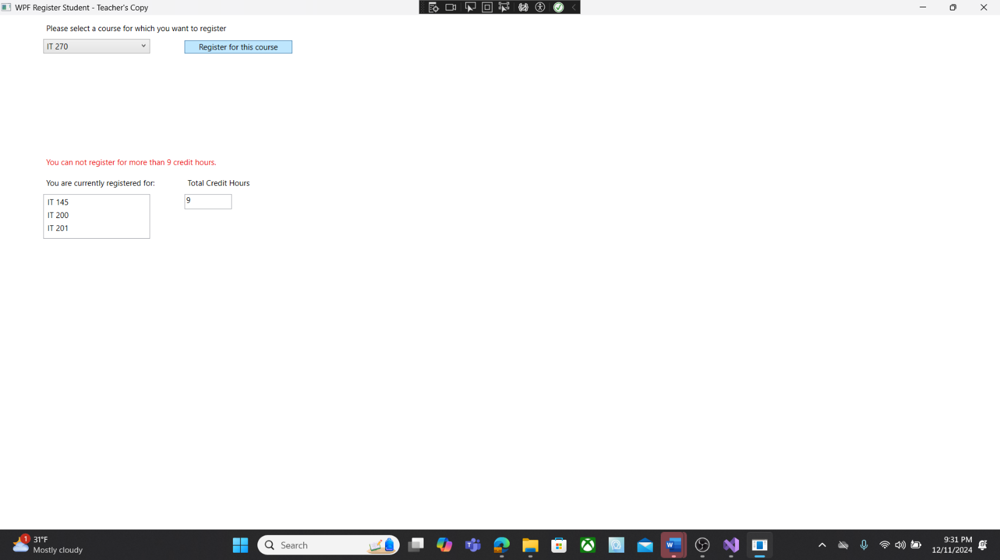 WPF Register Student - Teacher's Copy
Please select a course for which you want to register
IT 270
Register for this course
You can not register for more than 9 credit hours.
You are currently registered for:
Total Credit Hours
IT 145
9
IT 200
IT 201
1
31°F
Mostly cloudy
Search
9:31 PM
12/11/2024